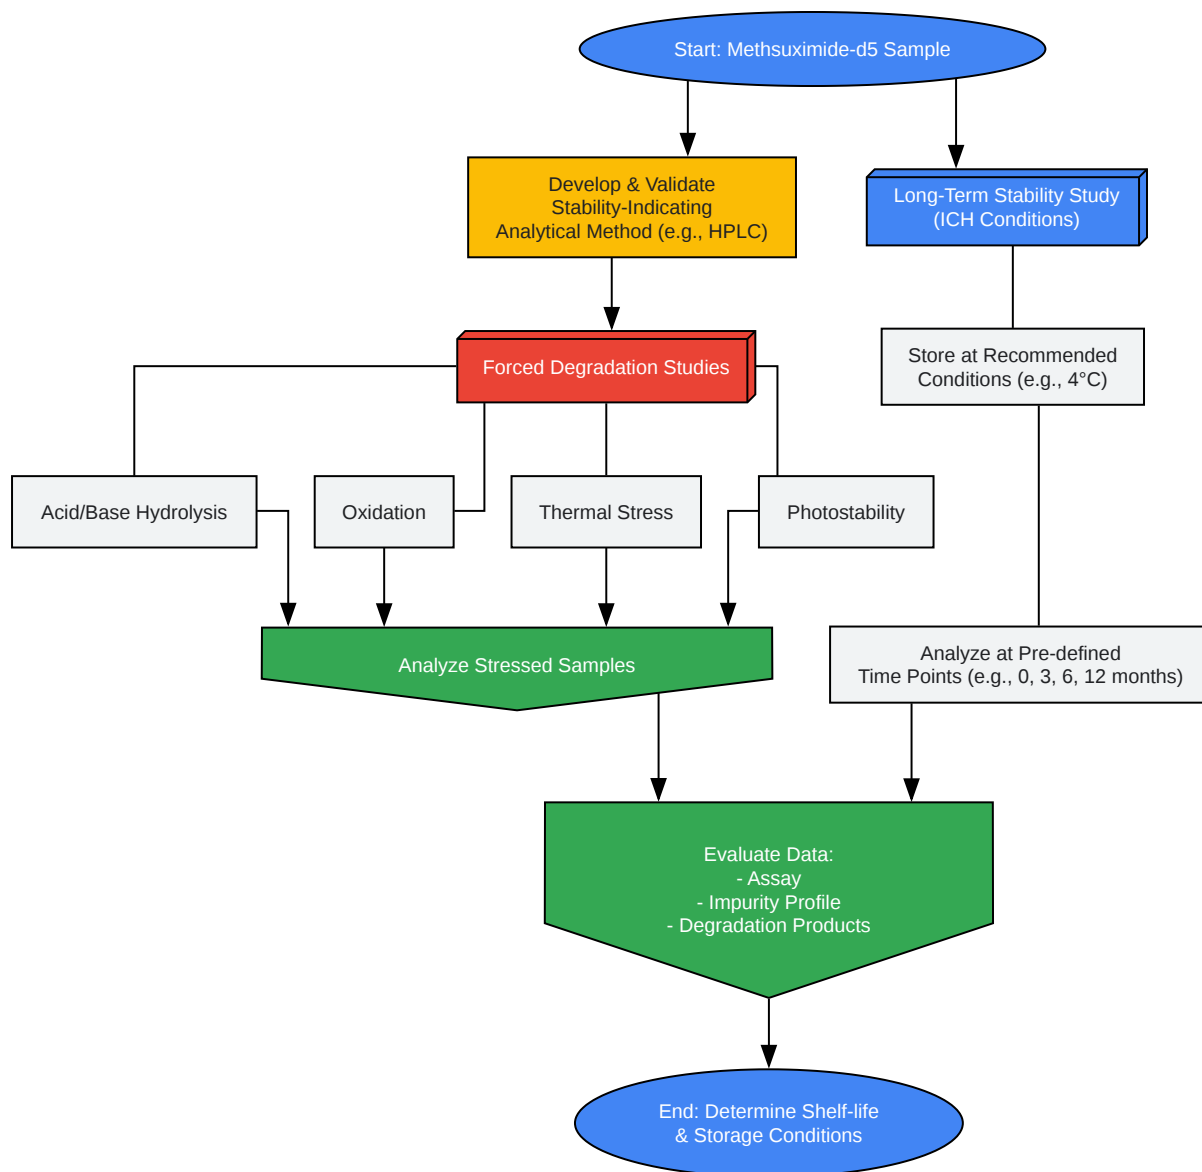 Start: Methsuximide-d5 Sample
Develop & Validate
Stability-Indicating
Analytical Method (e.g., HPLC)
Long-Term Stability Study
(ICH Conditions)
Forced Degradation Studies
Store at Recommended
Conditions (e.g., 4°C)
Acid/Base Hydrolysis
Oxidation
Thermal Stress
Photostability
Analyze Stressed Samples
Analyze at Pre-defined
Time Points (e.g., 0, 3, 6, 12 months)
Evaluate Data:
- Assay
- Impurity Profile
- Degradation Products
End: Determine Shelf-life
& Storage Conditions